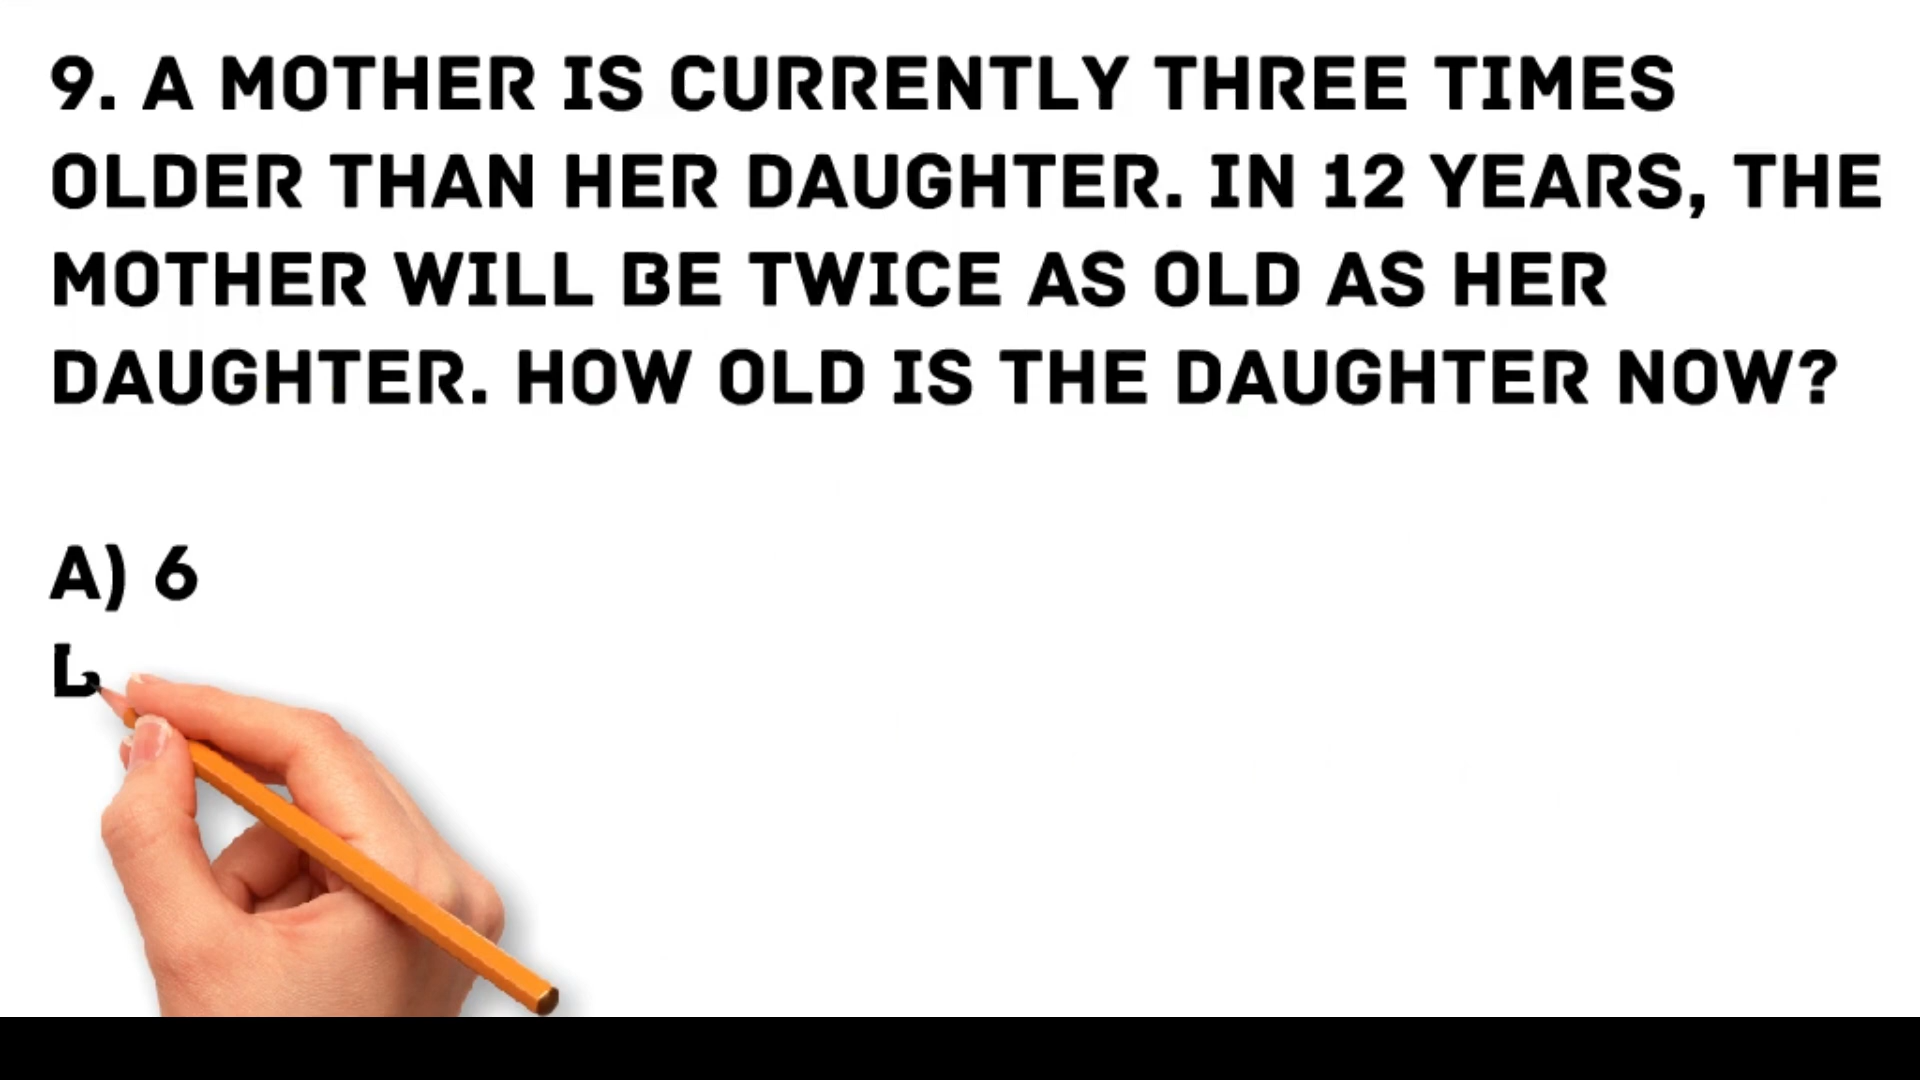 9. A MOTHER IS CURRENTLY THREE TIMES
OLDER THAN HER DAUGHTER. IN 12 YEARS, THE
MOTHER WILL BE TWICE AS OLD AS HER
DAUGHTER. HOW OLD IS THE DAUGHTER NOW?
A) 6